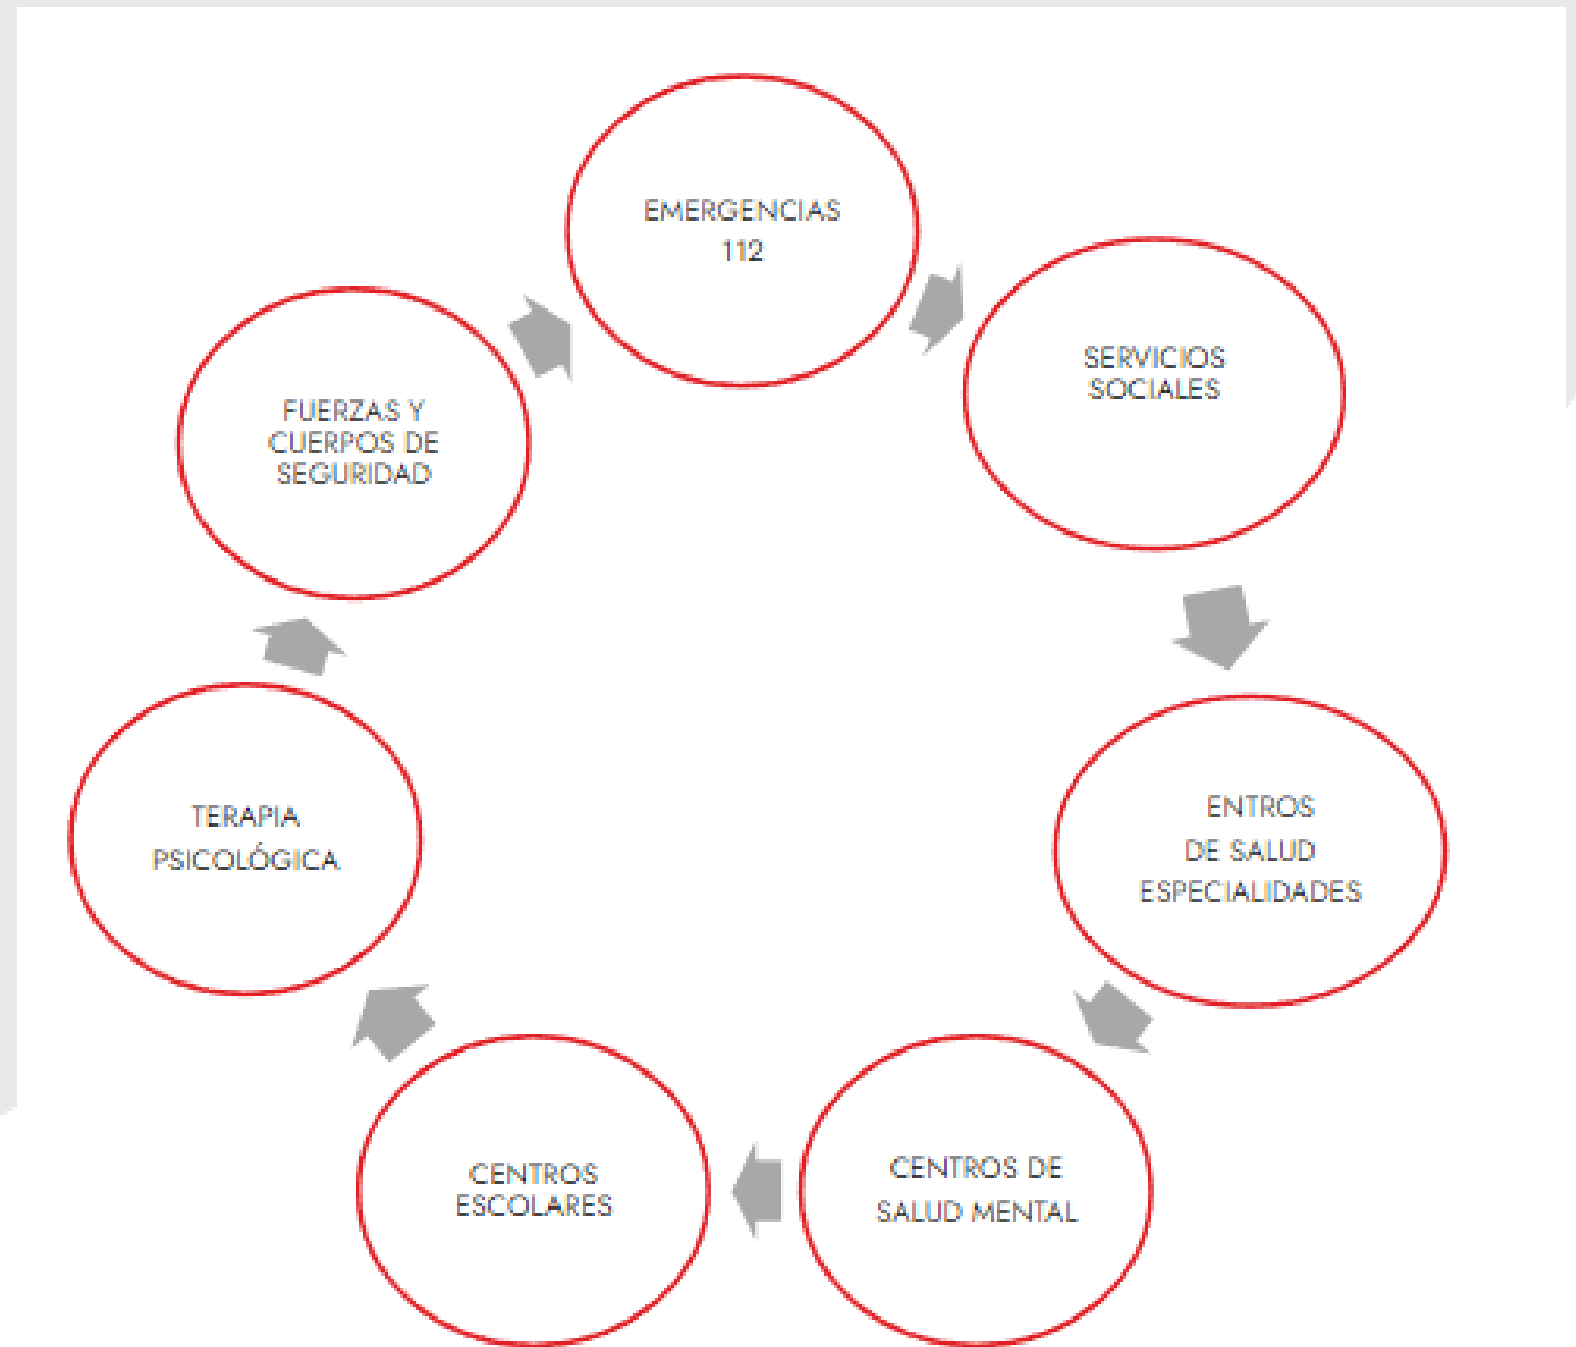 EMERGENCIAS
112
SERVICIOS
SOCIALES
ENTROS
DE SALUD
ESPECIALIDADES
CENTROS DE
SALUD MENTAL
CENTROS
ESCOLARES
TERAPIA
PSICOLÓGICA
FUERZAS Y
CUERPOS DE
SEGURIDAD